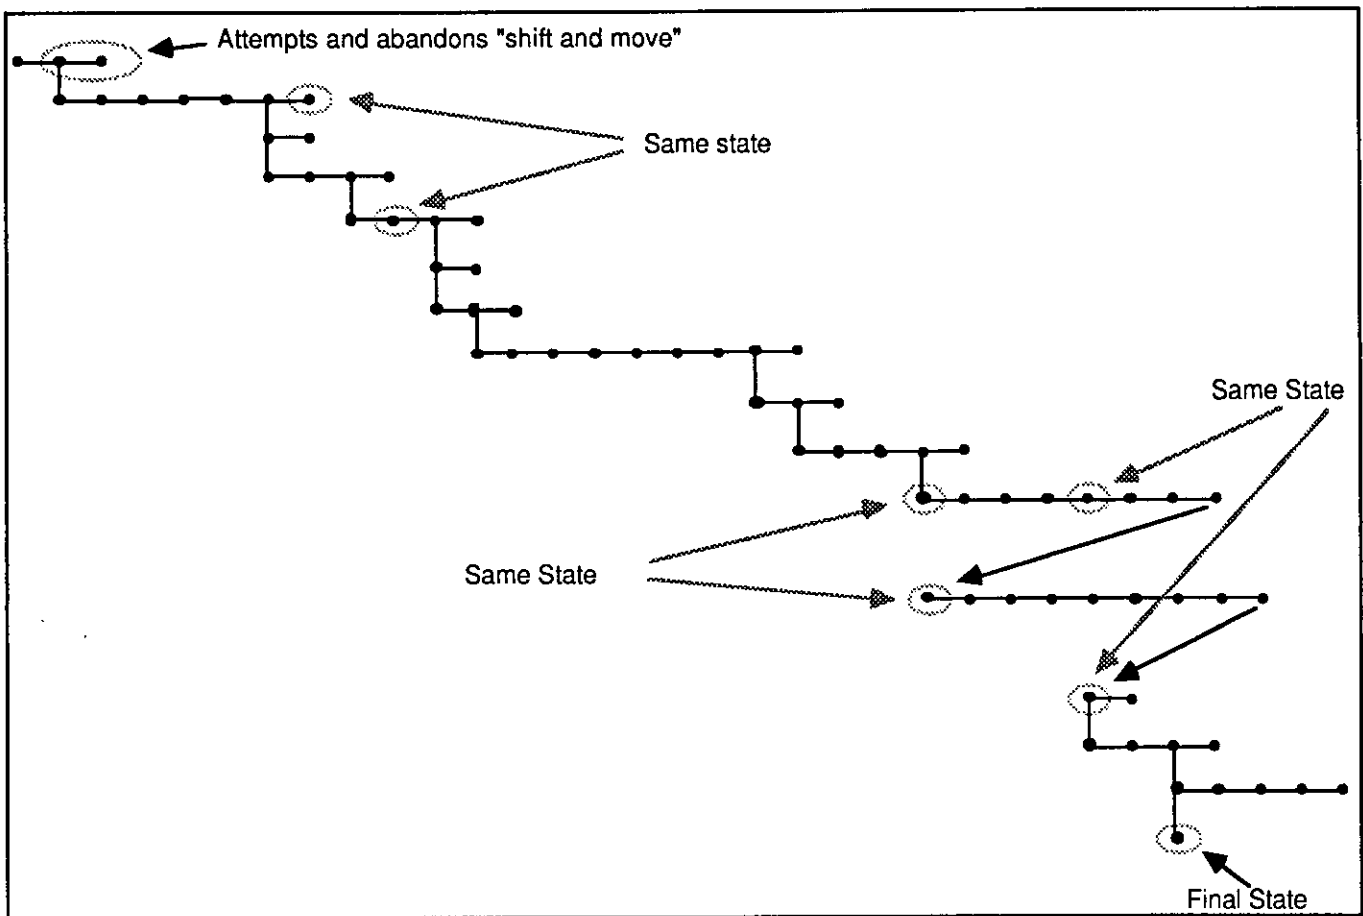 Attempts and abandons "shift and move"
Same state
Same State
Same State
Final State